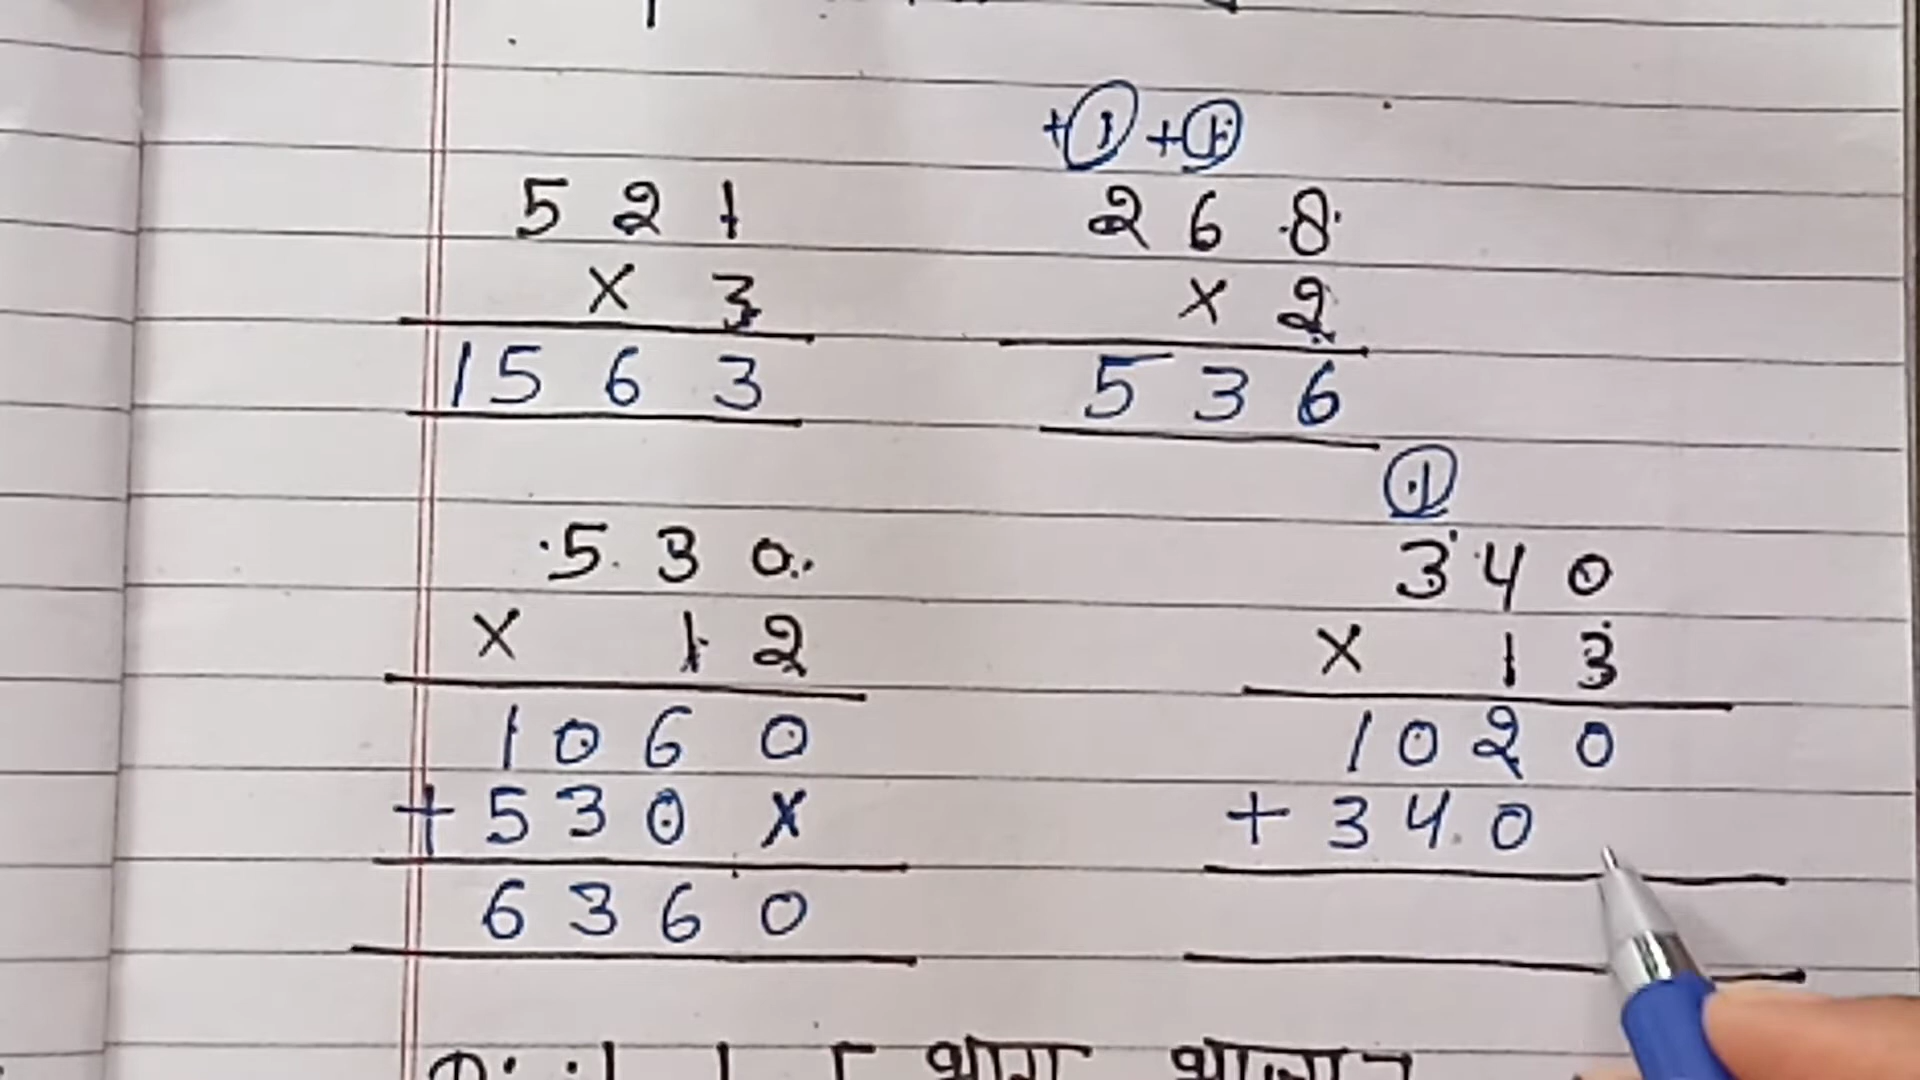 +① +①
5 2 1
× 3
1 5 6 3
2 6 8
× 2
5 3 6
5 3 0
× 1 2
1 0 6 0
+ 5 3 0 ×
6 3 6 0
①
3 4 0
× 1 3
1 0 2 0
+ 3 4 0
भाग